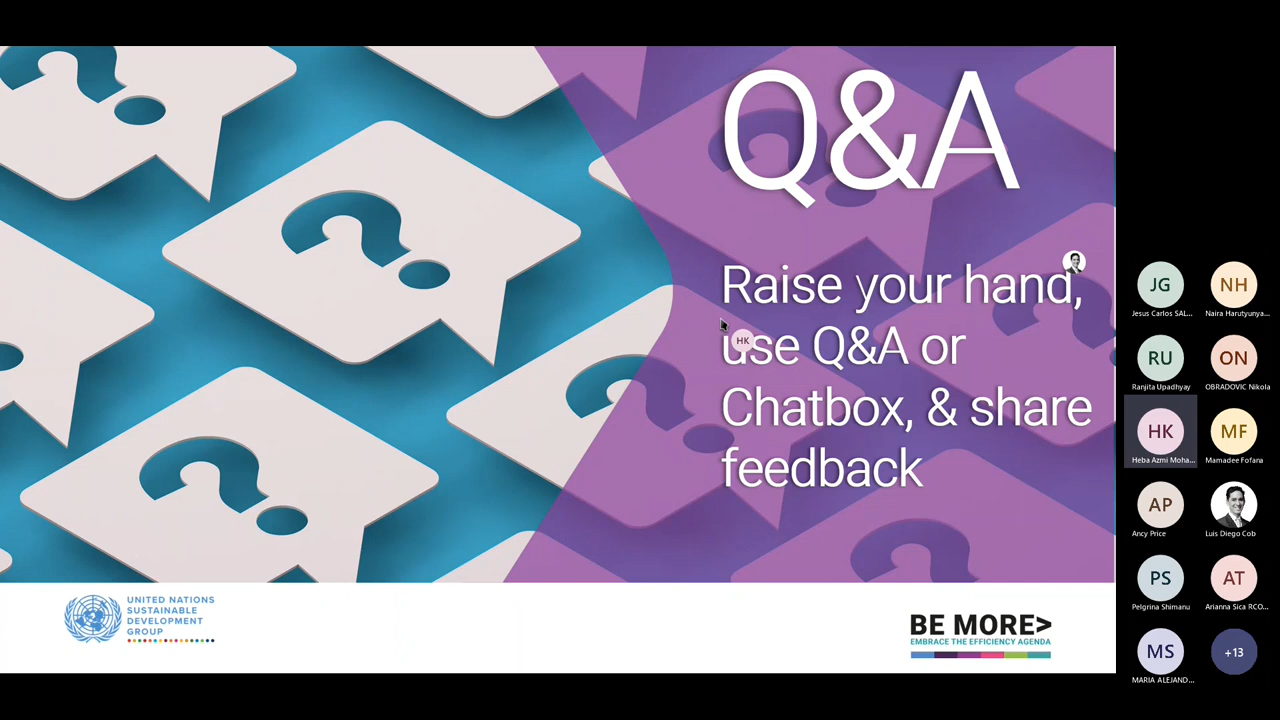 Q&A
Raise your hand,
use Q&A or
Chatbox, & share
feedback
HK
UNITED NATIONS
SUSTAINABLE
DEVELOPMENT
GROUP
BE MORE>
EMBRACE THE EFFICIENCY AGENDA
JG
Jesus Carlos SAL...
NH
Naira Harutyunya...
RU
Ranjita Upadhyay
ON
OBRADOVIC Nikola
HK
Heba Azmi Moha...
MF
Mamadee Fofana
AP
Ancy Price
Luis Diego Cob
PS
Pelgrina Shimanu
AT
Arianna Sica RCO...
MS
MARIA ALEJAND...
+13